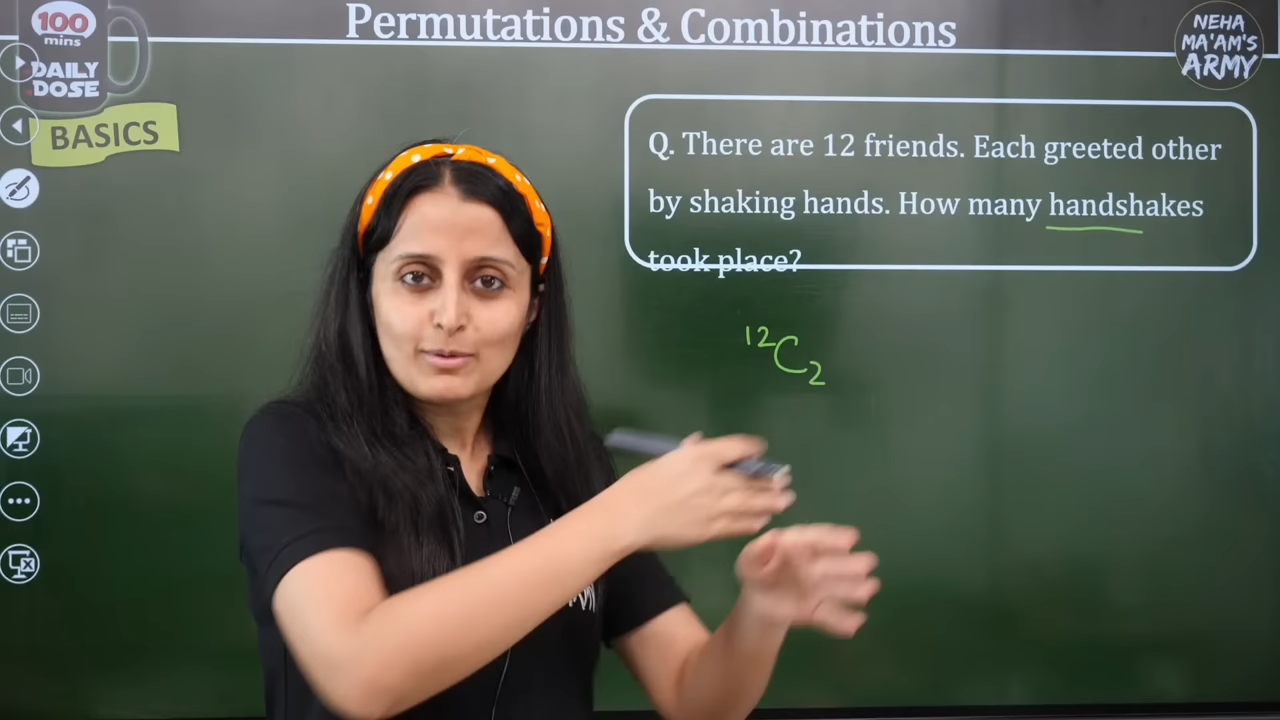 100
mins
DAILY
DOSE
BASICS
Permutations & Combinations
NEHA
MA'AM'S
ARMY
Q. There are 12 friends. Each greeted other
by shaking hands. How many handshakes
took place?
¹²C₂